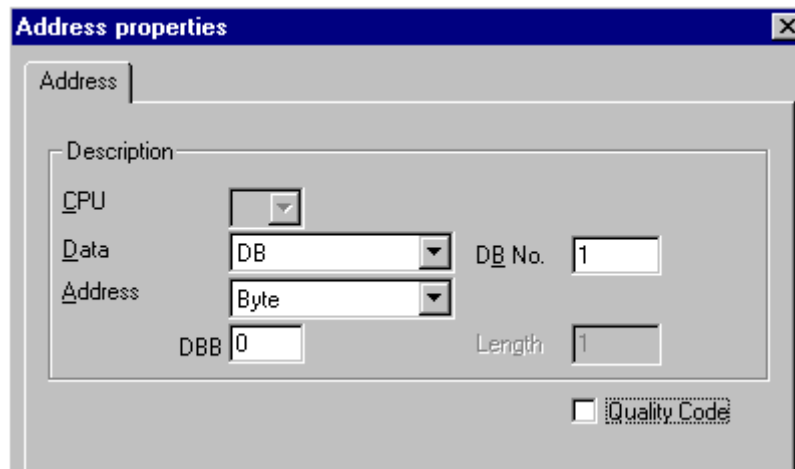 Address properties
Address
Description
CPU
Data DB DB No. 1
Address Byte
DBB 0 Length 1
Quality Code